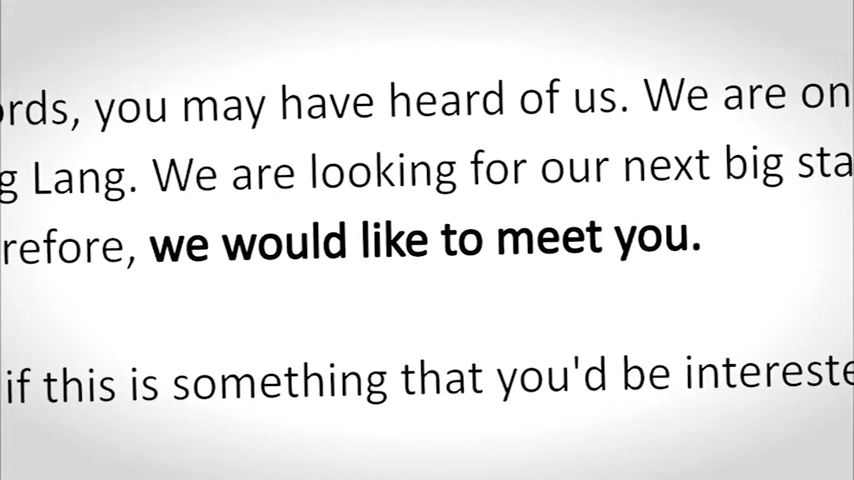 ords, you may have heard of us. We are on
g Lang. We are looking for our next big sta
refore, we would like to meet you.
if this is something that you'd be intereste